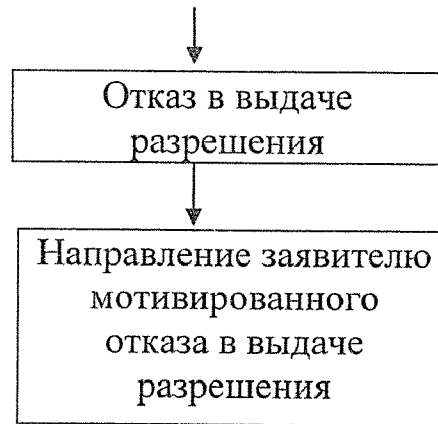 Отказ в выдаче
разрешения
Направление заявителю
мотивированного
отказа в выдаче
разрешения